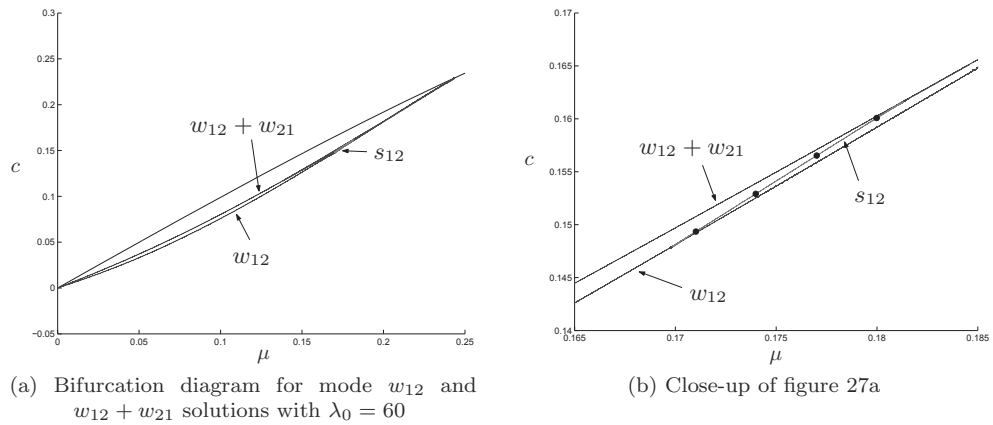 0.3
0.25
0.2
0.15
0.1
0.05
0
−0.05
c
w₁₂ + w₂₁
s₁₂
w₁₂
0 0.05 0.1 0.15 0.2 0.25
μ
(a) Bifurcation diagram for mode w₁₂ and
w₁₂ + w₂₁ solutions with λ₀ = 60
0.17
0.165
0.16
0.155
0.15
0.145
0.14
c
w₁₂ + w₂₁
s₁₂
w₁₂
0.165 0.17 0.175 0.18 0.185
μ
(b) Close-up of figure 27a